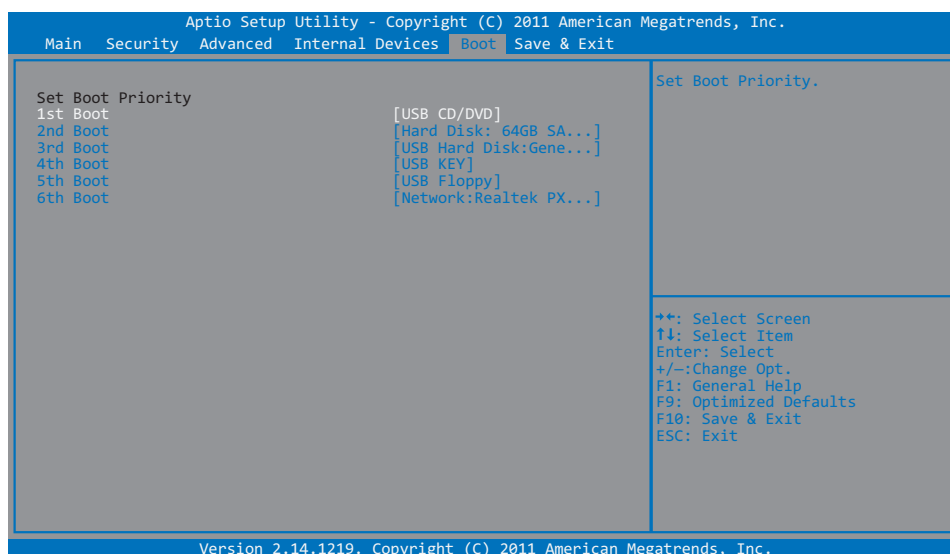 Aptio Setup Utility - Copyright (C) 2011 American Megatrends, Inc.
Main Security Advanced Internal Devices Boot Save & Exit
Set Boot Priority
1st Boot [USB CD/DVD]
2nd Boot [Hard Disk: 64GB SA...]
3rd Boot [USB Hard Disk:Gene...]
4th Boot [USB KEY]
5th Boot [USB Floppy]
6th Boot [Network:Realtek PX...]
Set Boot Priority.
→←: Select Screen
↑↓: Select Item
Enter: Select
+/—:Change Opt.
F1: General Help
F9: Optimized Defaults
F10: Save & Exit
ESC: Exit
Version 2.14.1219. Copyright (C) 2011 American Megatrends, Inc.